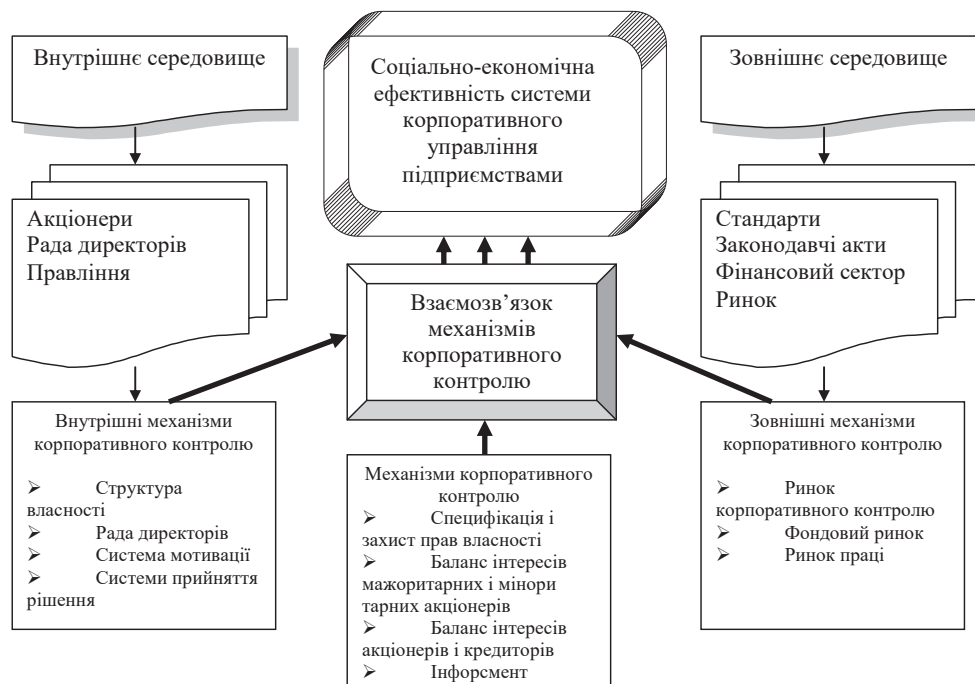 Внутрішнє середовище
Акціонери
Рада директорів
Правління
Внутрішні механізми
корпоративного контролю
➢ Структура
власності
➢ Рада директорів
➢ Система мотивації
➢ Системи прийняття
рішення
Соціально-економічна
ефективність системи
корпоративного
управління
підприємствами
Взаємозв’язок
механізмів
корпоративного
контролю
Механізми корпоративного
контролю
➢ Специфікація і
захист прав власності
➢ Баланс інтересів
мажоритарних і мінори
тарних акціонерів
➢ Баланс інтересів
акціонерів і кредиторів
➢ Інфорсмент
Зовнішнє середовище
Стандарти
Законодавчі акти
Фінансовий сектор
Ринок
Зовнішні механізми
корпоративного контролю
➢ Ринок
корпоративного контролю
➢ Фондовий ринок
➢ Ринок праці